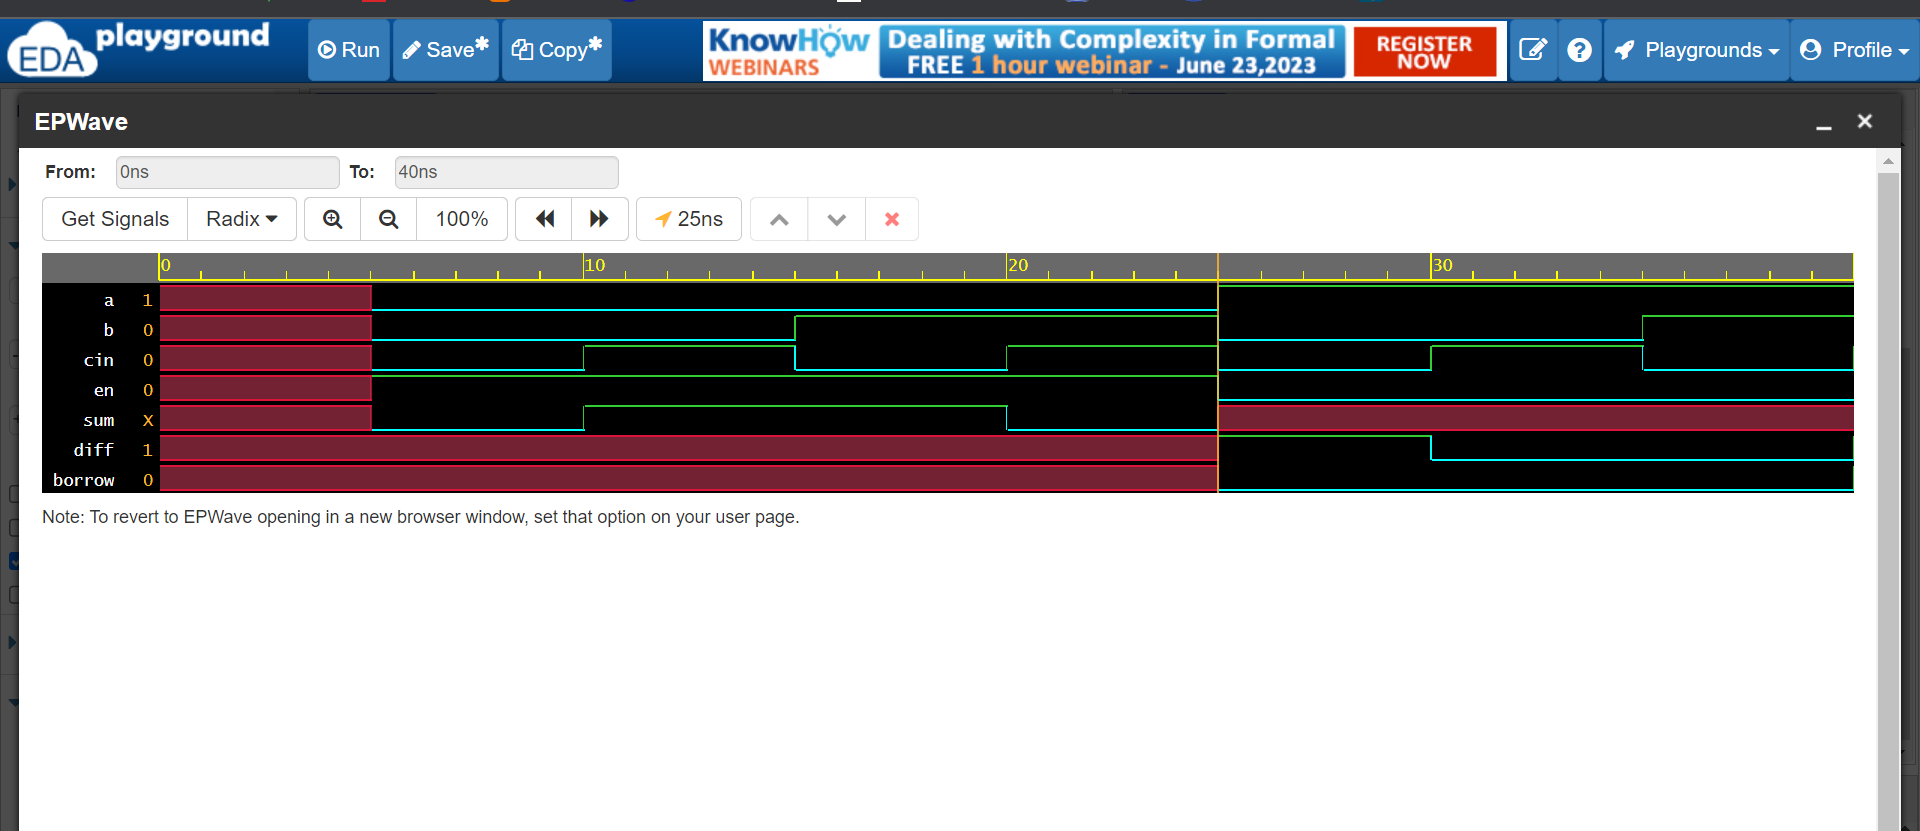 EDA playground
Run
Save*
Copy*
KnowHow WEBINARS
Dealing with Complexity in Formal
FREE 1 hour webinar - June 23,2023
REGISTER NOW
Playgrounds
Profile
EPWave
From: 0ns To: 40ns
Get Signals Radix 100% 25ns
0 10 20 30
a 1
b 0
cin 0
en 0
sum X
diff 1
borrow 0
Note: To revert to EPWave opening in a new browser window, set that option on your user page.